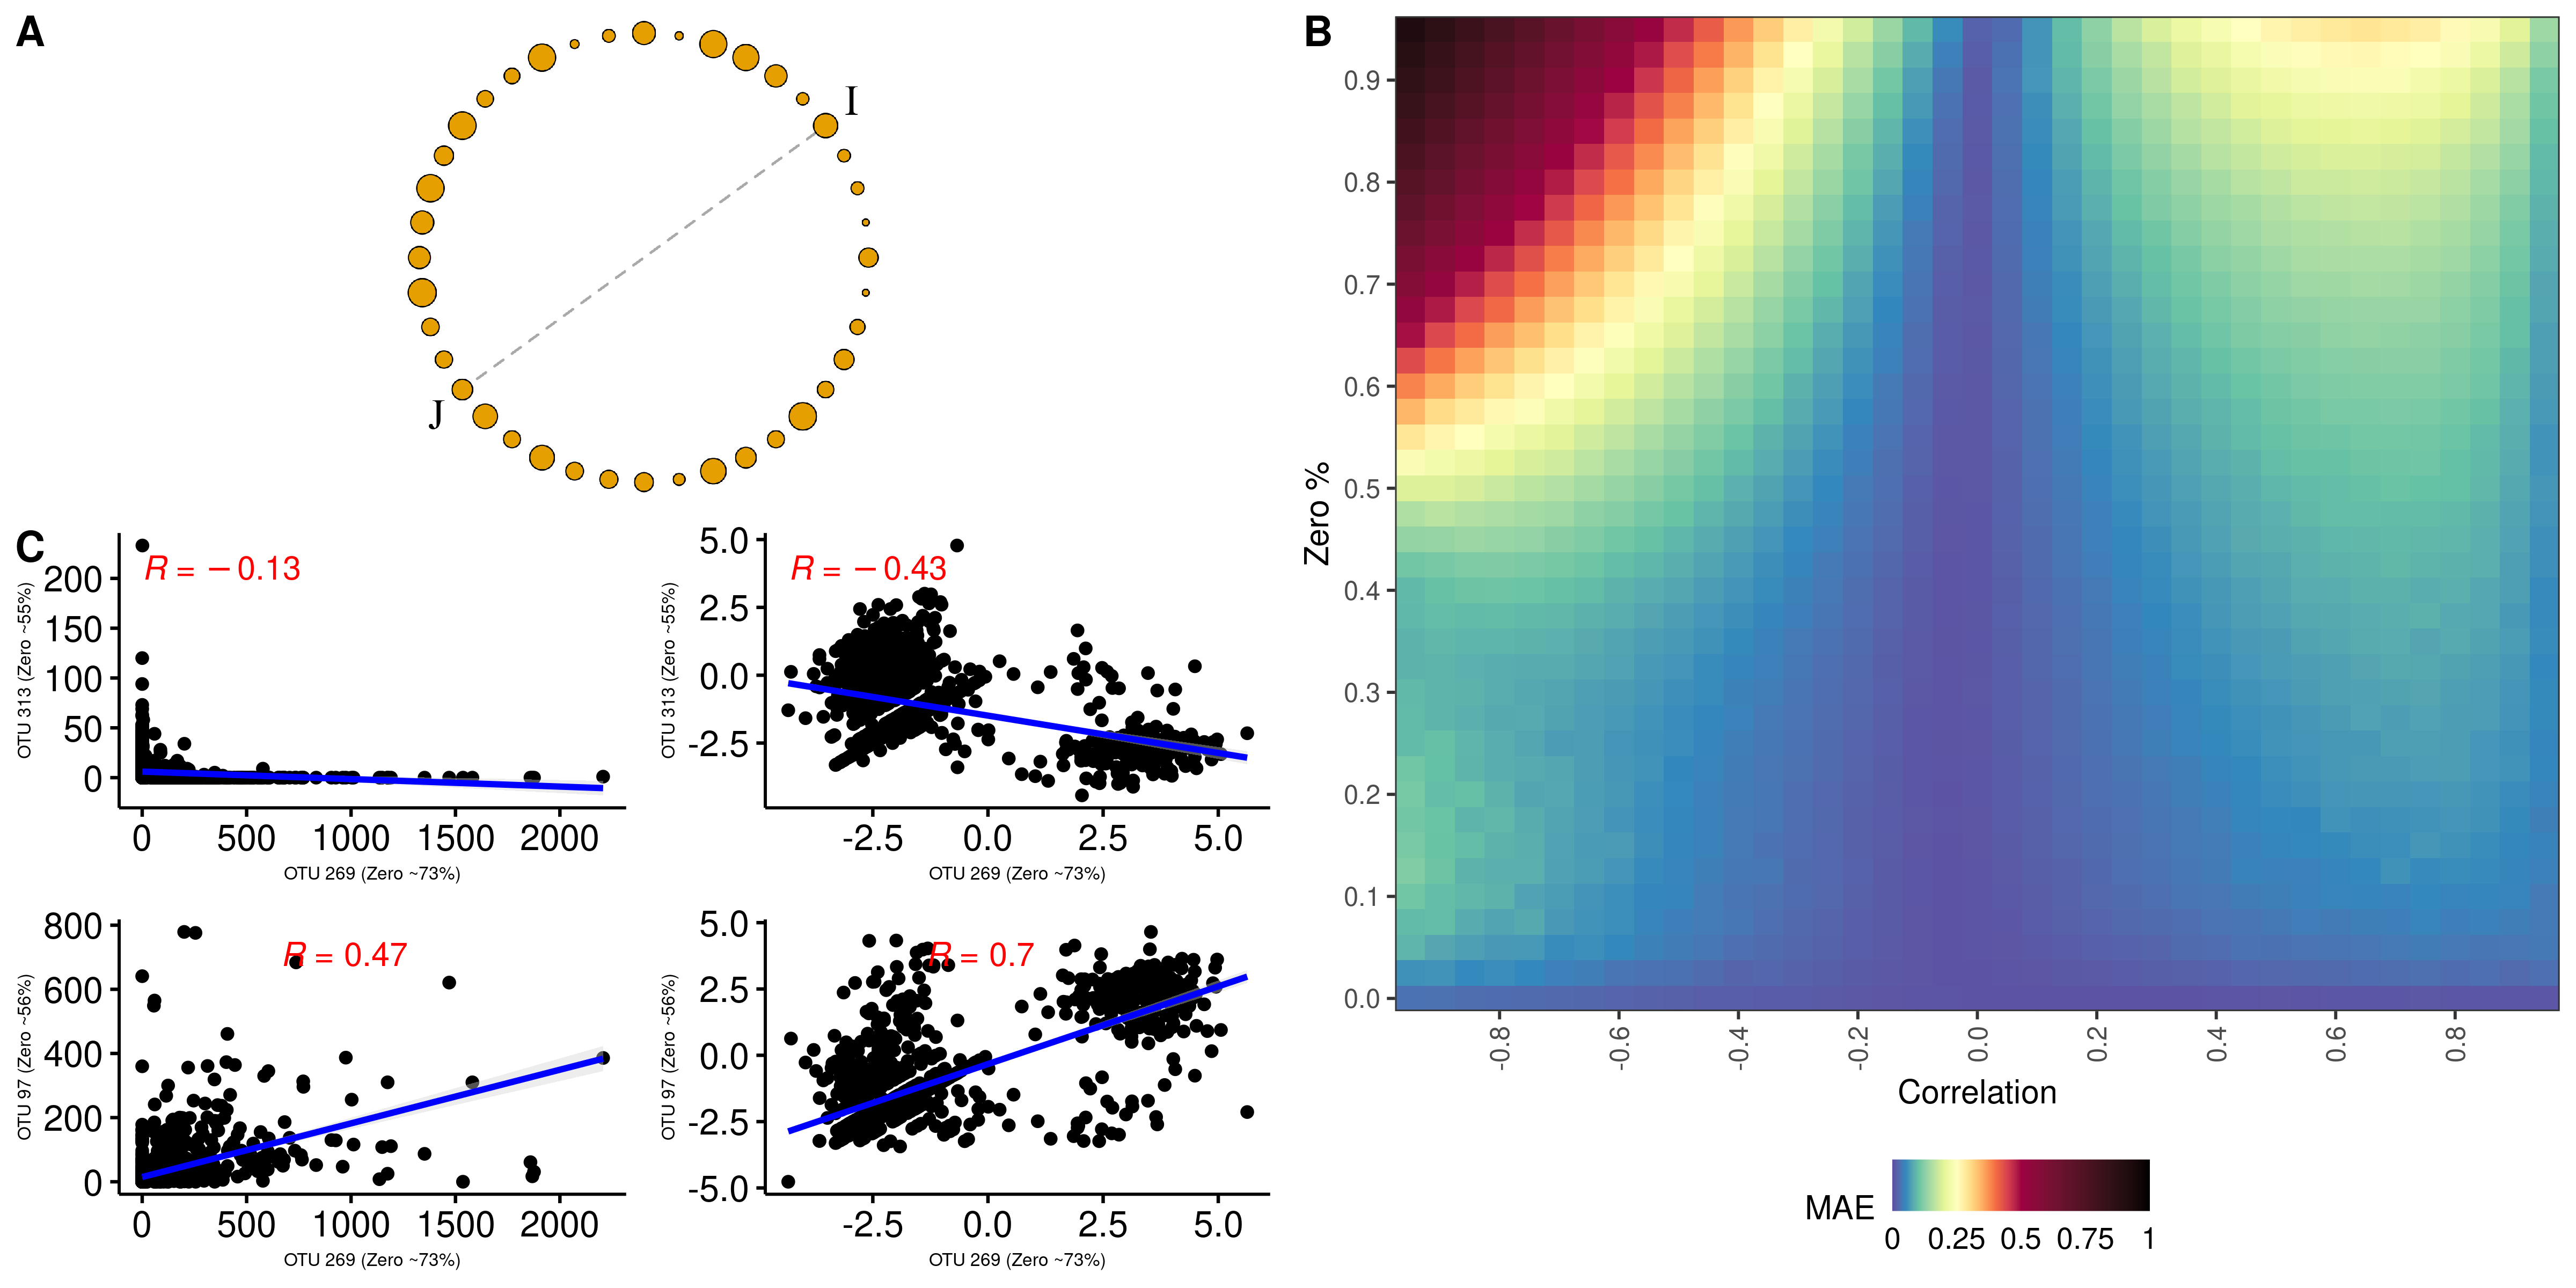 A
I
J
B
0.9
0.8
0.7
0.6
0.5
0.4
0.3
0.2
0.1
0.0
Zero %
-0.8
-0.6
-0.4
-0.2
0.0
0.2
0.4
0.6
0.8
Correlation
MAE
0 0.25 0.5 0.75 1
C
R = − 0.13
200
150
100
50
0
OTU 313 (Zero ~55%)
0 500 1000 1500 2000
OTU 269 (Zero ~73%)
R = − 0.43
5.0
2.5
0.0
-2.5
OTU 313 (Zero ~55%)
-2.5 0.0 2.5 5.0
OTU 269 (Zero ~73%)
R = 0.47
800
600
400
200
0
OTU 97 (Zero ~56%)
0 500 1000 1500 2000
OTU 269 (Zero ~73%)
R = 0.7
5.0
2.5
0.0
-2.5
-5.0
OTU 97 (Zero ~56%)
-2.5 0.0 2.5 5.0
OTU 269 (Zero ~73%)